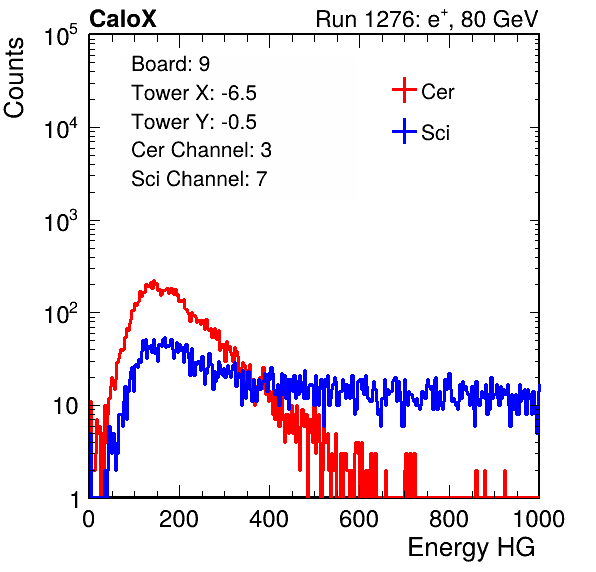 CaloX Run 1276: e⁺, 80 GeV
Counts
10⁵
10⁴
10³
10²
10
1
Board: 9
Tower X: -6.5
Tower Y: -0.5
Cer Channel: 3
Sci Channel: 7
Cer
Sci
0 200 400 600 800 1000
Energy HG